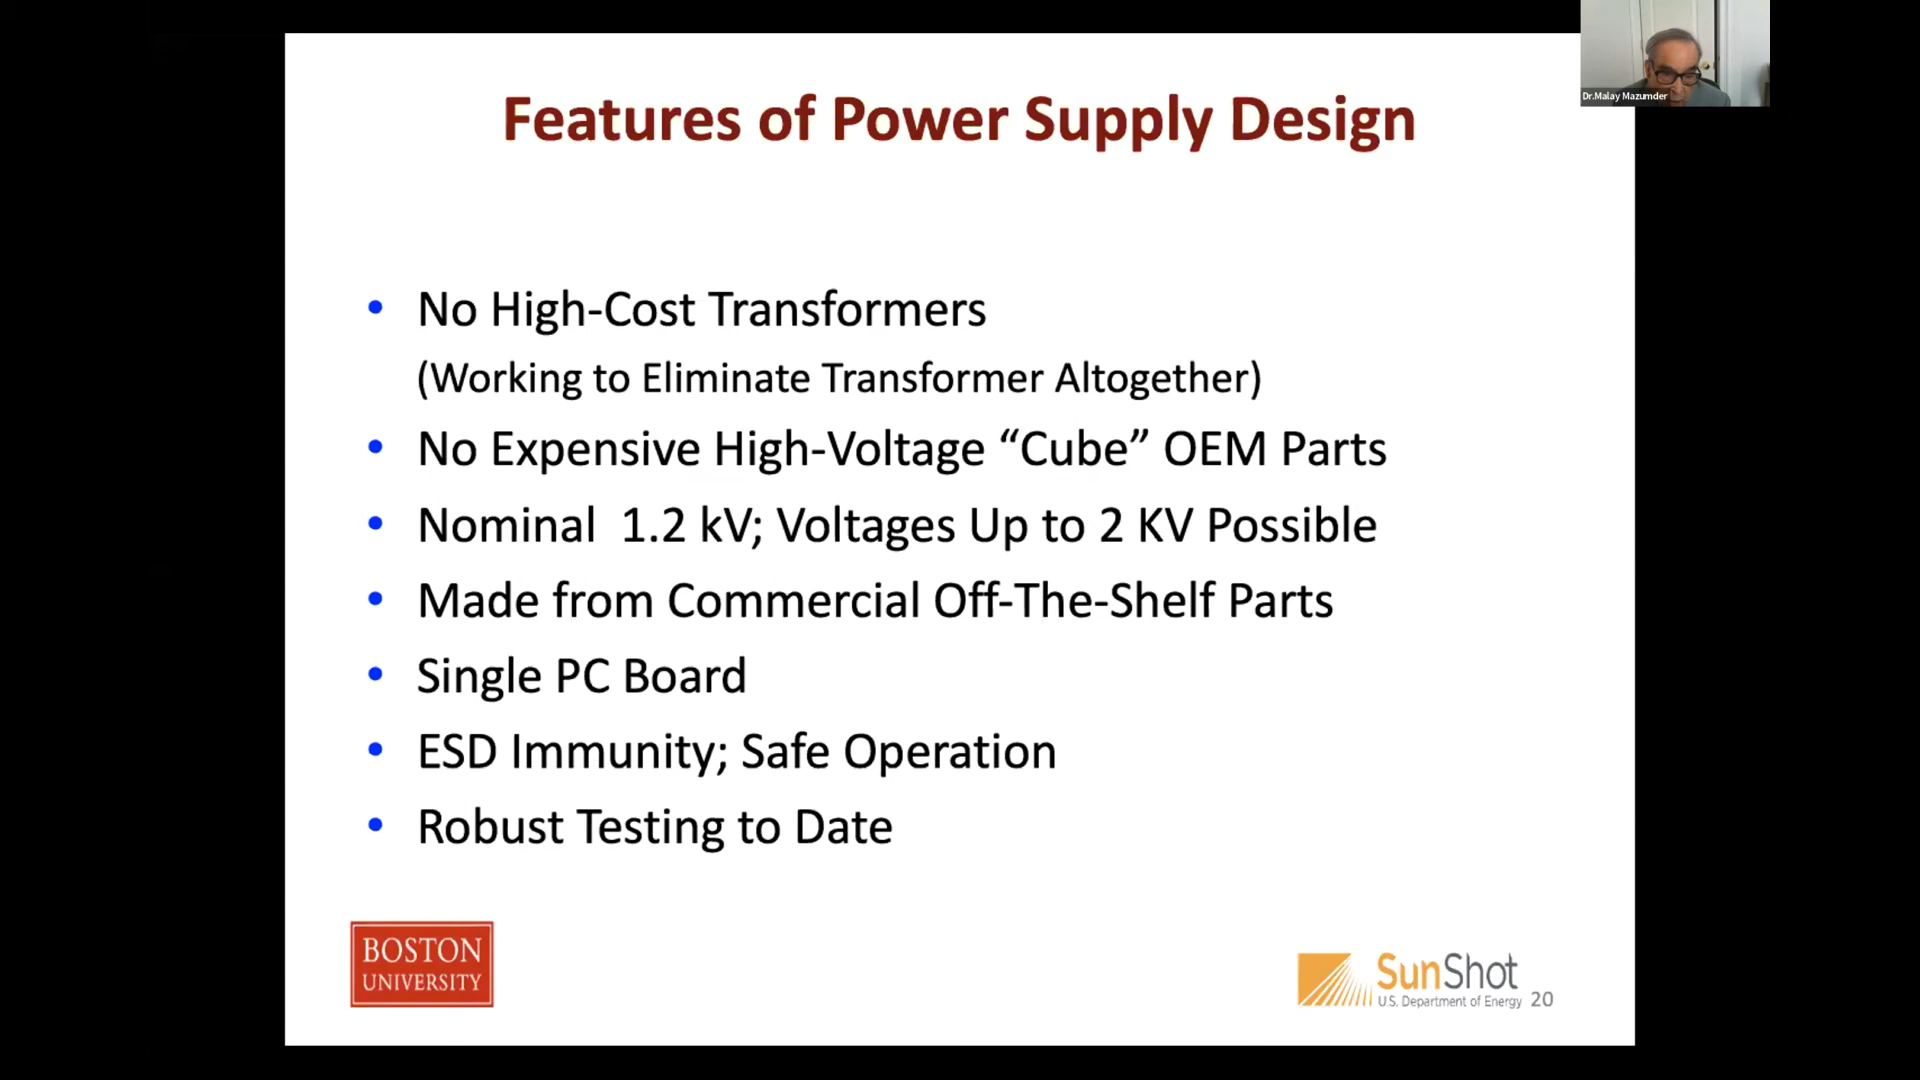 Dr.Malay Mazumder
Features of Power Supply Design
• No High-Cost Transformers
(Working to Eliminate Transformer Altogether)
• No Expensive High-Voltage “Cube” OEM Parts
• Nominal  1.2 kV; Voltages Up to 2 KV Possible
• Made from Commercial Off-The-Shelf Parts
• Single PC Board
• ESD Immunity; Safe Operation
• Robust Testing to Date
BOSTON
UNIVERSITY
SunShot
U.S. Department of Energy 20